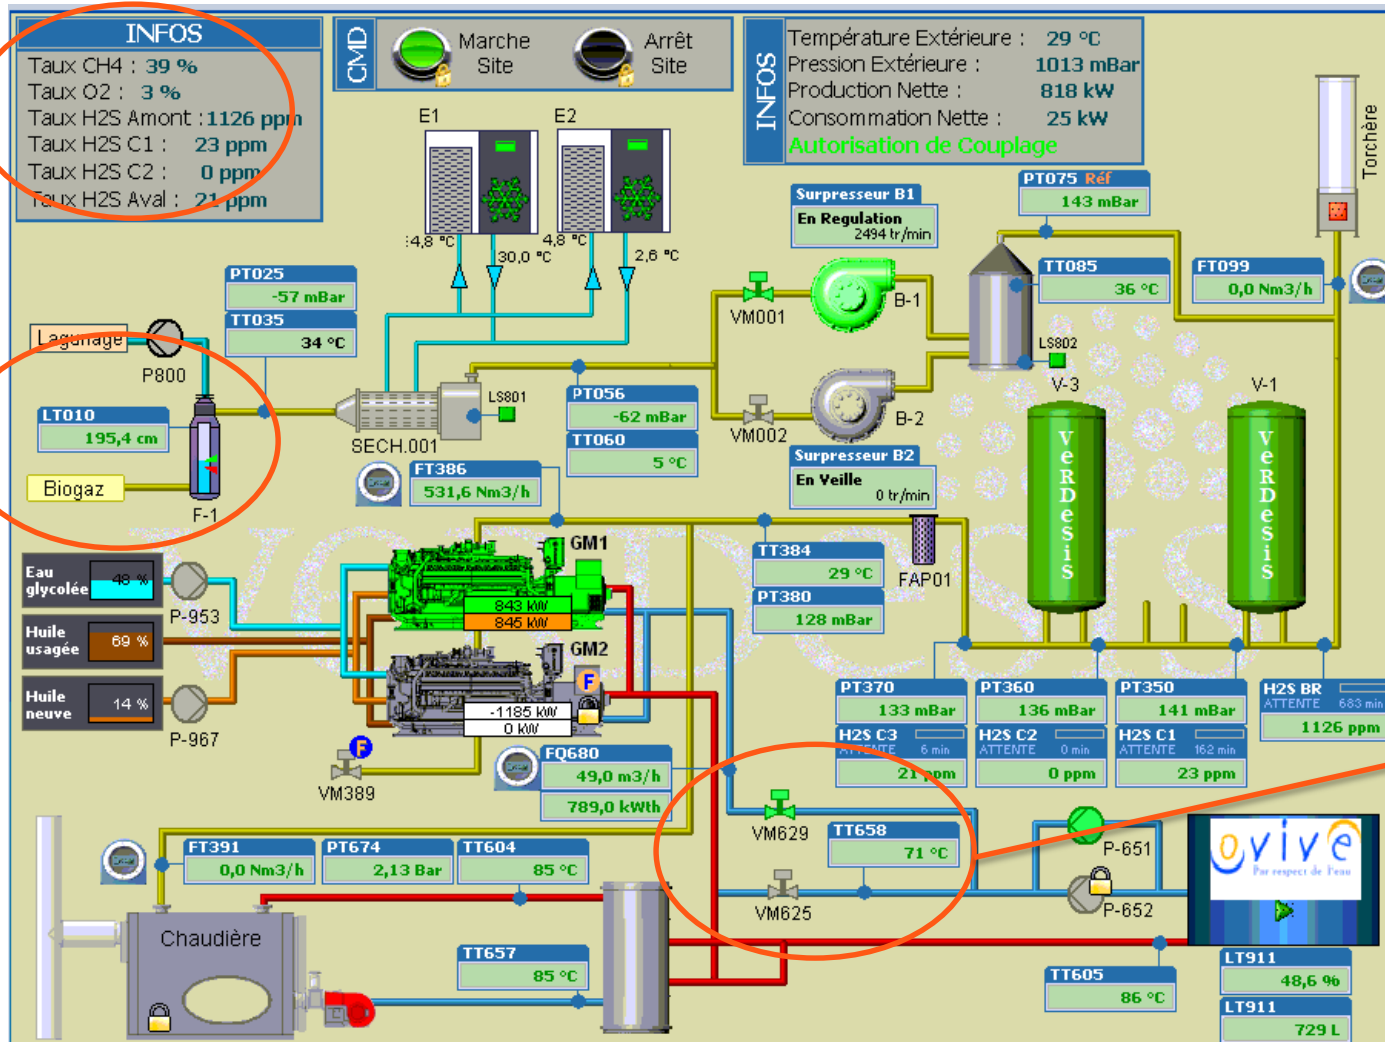 INFOS
Taux CH4 : 39 %
Taux O2 : 3 %
Taux H2S Amont :1126 ppm
Taux H2S C1 : 23 ppm
Taux H2S C2 : 0 ppm
Taux H2S Aval : 21 ppm
CMD
Marche
Site
Arrêt
Site
INFOS
Température Extérieure : 29 °C
Pression Extérieure : 1013 mBar
Production Nette : 818 kW
Consommation Nette : 25 kW
Autorisation de Couplage
Torchère
E1
E2
4,8 °C
30,0 °C
4,8 °C
2,6 °C
Surpresseur B1
En Regulation
2494 tr/min
PT075 Réf
143 mBar
PT025
-57 mBar
TT035
34 °C
TT085
36 °C
FT099
0,0 Nm3/h
VM001
B-1
Lagunage
P800
LS802
V-3
V-1
LT010
195,4 cm
LS801
SECH.001
PT056
-62 mBar
TT060
5 °C
VM002
B-2
VeRDesiS
VeRDesiS
Biogaz
F-1
FT386
531,6 Nm3/h
Surpresseur B2
En Veille
0 tr/min
VeRDesiS
Eau
glycolée
48 %
P-953
GM1
843 kW
845 kW
TT384
29 °C
PT380
128 mBar
FAP01
Huile
usagée
69 %
GM2
F
-1185 kW
0 kW
Huile
neuve
14 %
P-967
PT370
133 mBar
PT360
136 mBar
PT350
141 mBar
H2S BR
ATTENTE 683 min
1126 ppm
H2S C3
ATTENTE 6 min
21 ppm
H2S C2
ATTENTE 0 min
0 ppm
H2S C1
ATTENTE 162 min
23 ppm
F
VM389
FQ680
49,0 m3/h
789,0 kWth
VM629
TT658
71 °C
P-651
ovive
Par respect de l'eau
FT391
0,0 Nm3/h
PT674
2,13 Bar
TT604
85 °C
VM625
P-652
Chaudière
TT657
85 °C
TT605
86 °C
LT911
48,6 %
LT911
729 L